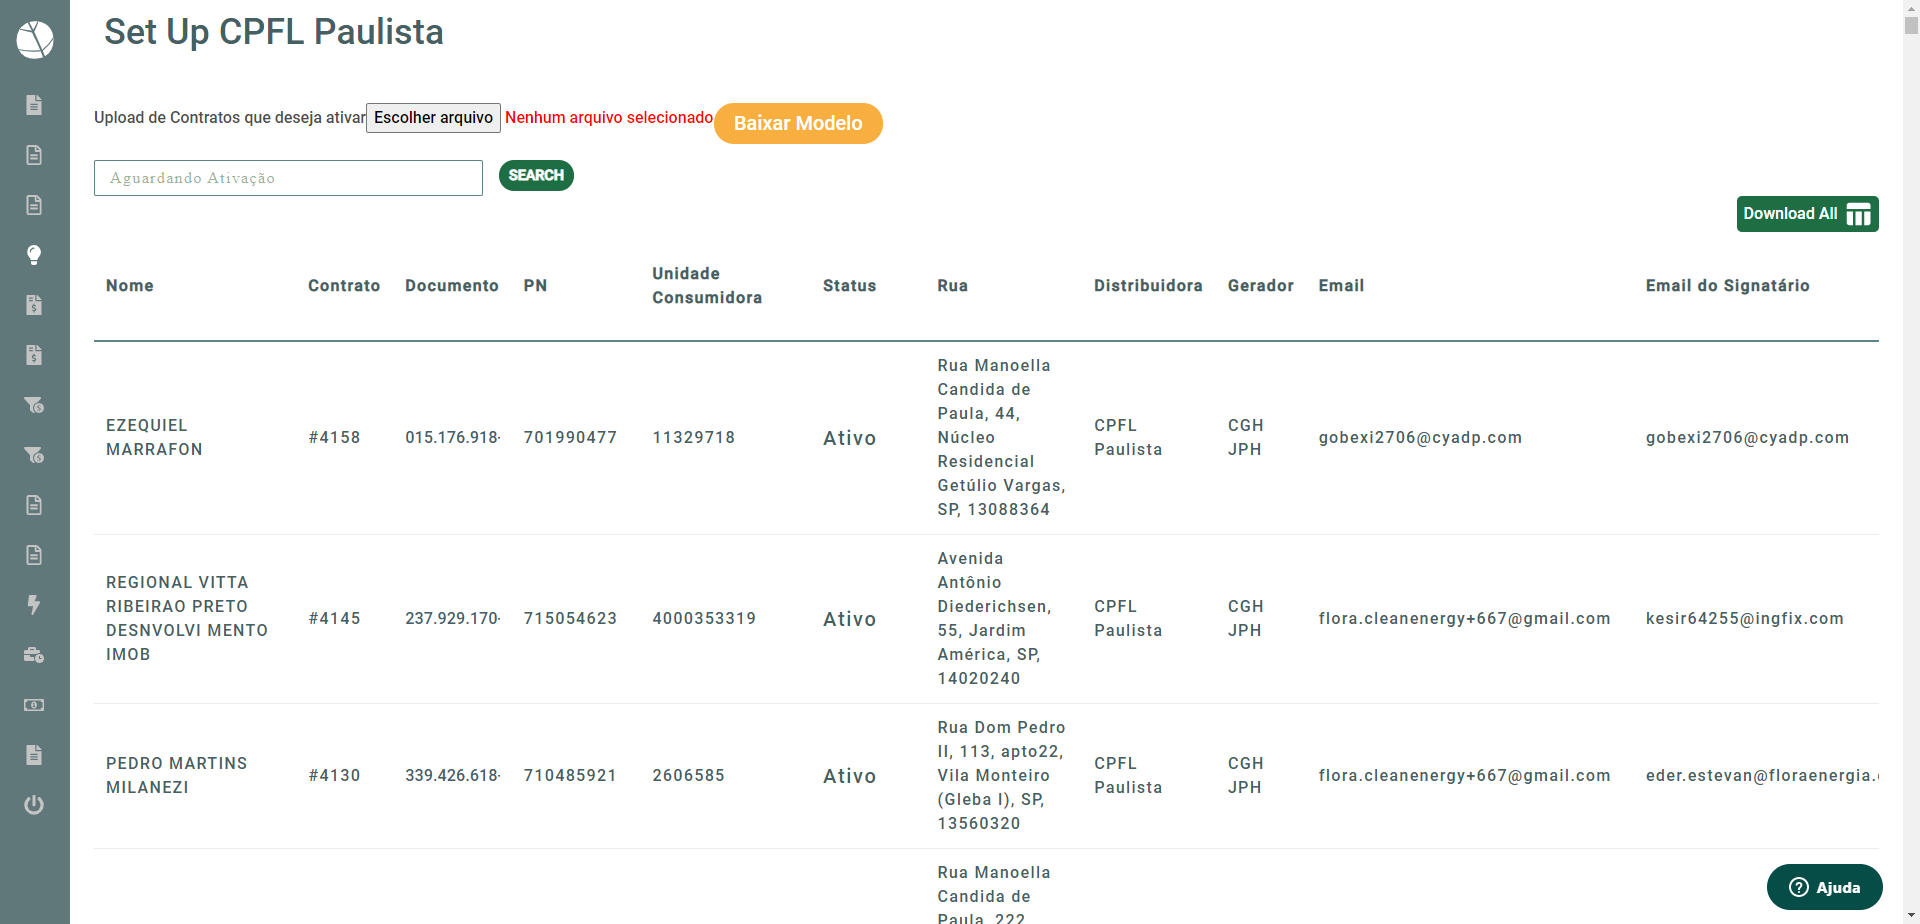 Set Up CPFL Paulista
Upload de Contratos que deseja ativar Escolher arquivo Nenhum arquivo selecionado Baixar Modelo
Aguardando Ativação SEARCH
Download All
Nome Contrato Documento PN Unidade Consumidora Status Rua Distribuidora Gerador Email Email do Signatário
EZEQUIEL
MARRAFON
#4158
015.176.918-
701990477
11329718
Ativo
Rua Manoella
Candida de
Paula, 44,
Núcleo
Residencial
Getúlio Vargas,
SP, 13088364
CPFL
Paulista
CGH
JPH
gobexi2706@cyadp.com
gobexi2706@cyadp.com
REGIONAL VITTA
RIBEIRAO PRETO
DESNVOLVI MENTO
IMOB
#4145
237.929.170-
715054623
4000353319
Ativo
Avenida
Antônio
Diederichsen,
55, Jardim
América, SP,
14020240
CPFL
Paulista
CGH
JPH
flora.cleanenergy+667@gmail.com
kesir64255@ingfix.com
PEDRO MARTINS
MILANEZI
#4130
339.426.618-
710485921
2606585
Ativo
Rua Dom Pedro
II, 113, apto22,
Vila Monteiro
(Gleba I), SP,
13560320
CPFL
Paulista
CGH
JPH
flora.cleanenergy+667@gmail.com
eder.estevan@floraenergia.
Rua Manoella
Candida de
Paula, 222
Ajuda